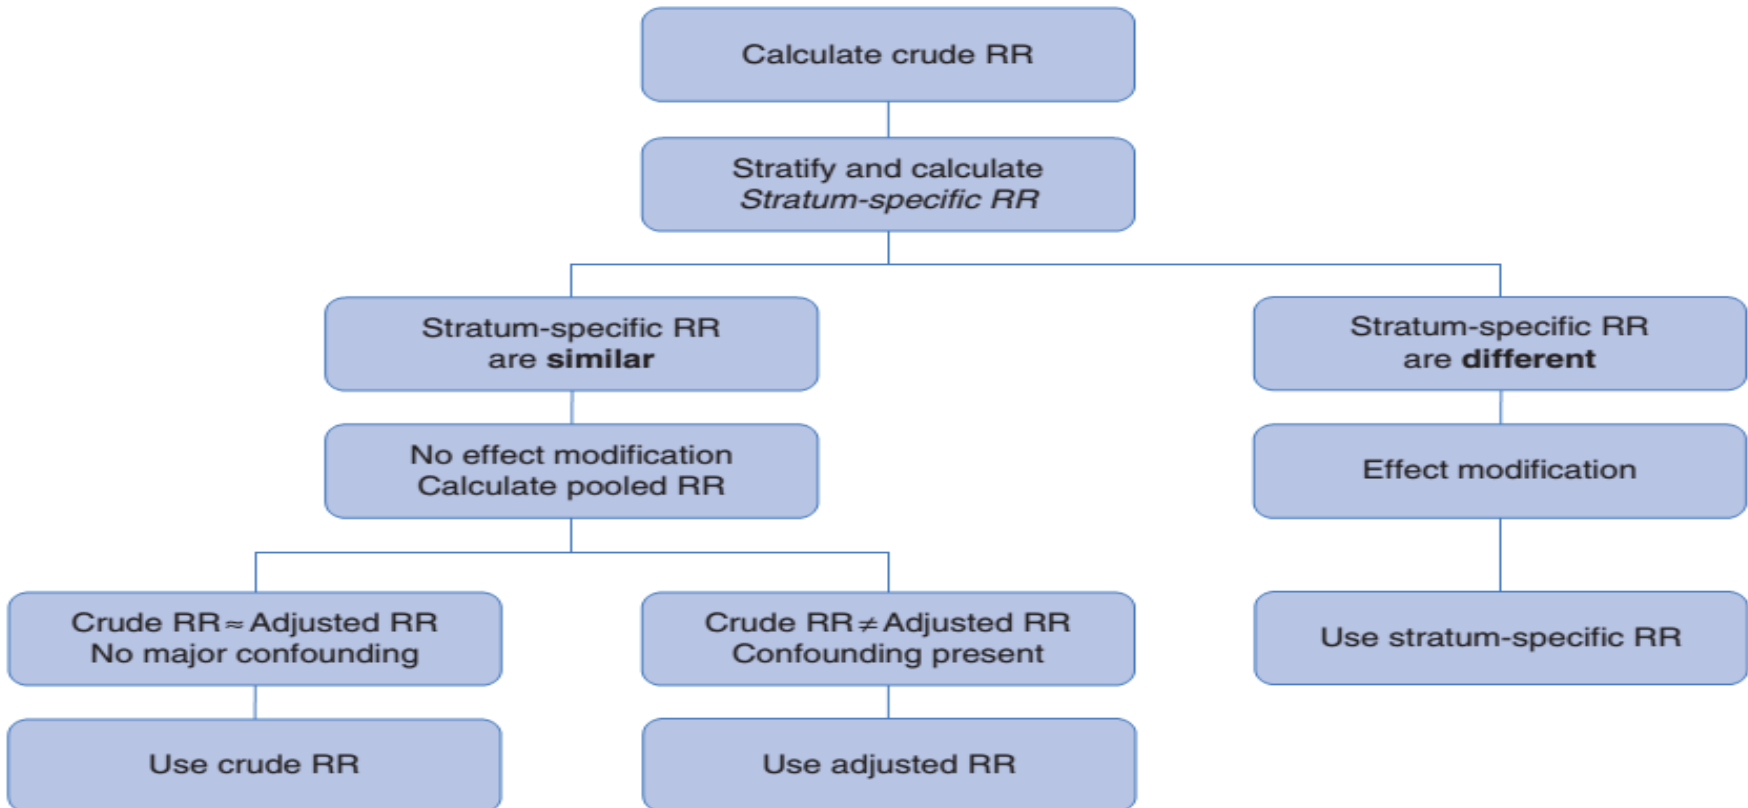 Calculate crude RR
Stratify and calculate
Stratum-specific RR
Stratum-specific RR
are similar
Stratum-specific RR
are different
No effect modification
Calculate pooled RR
Effect modification
Crude RR ≈ Adjusted RR
No major confounding
Crude RR ≠ Adjusted RR
Confounding present
Use stratum-specific RR
Use crude RR
Use adjusted RR